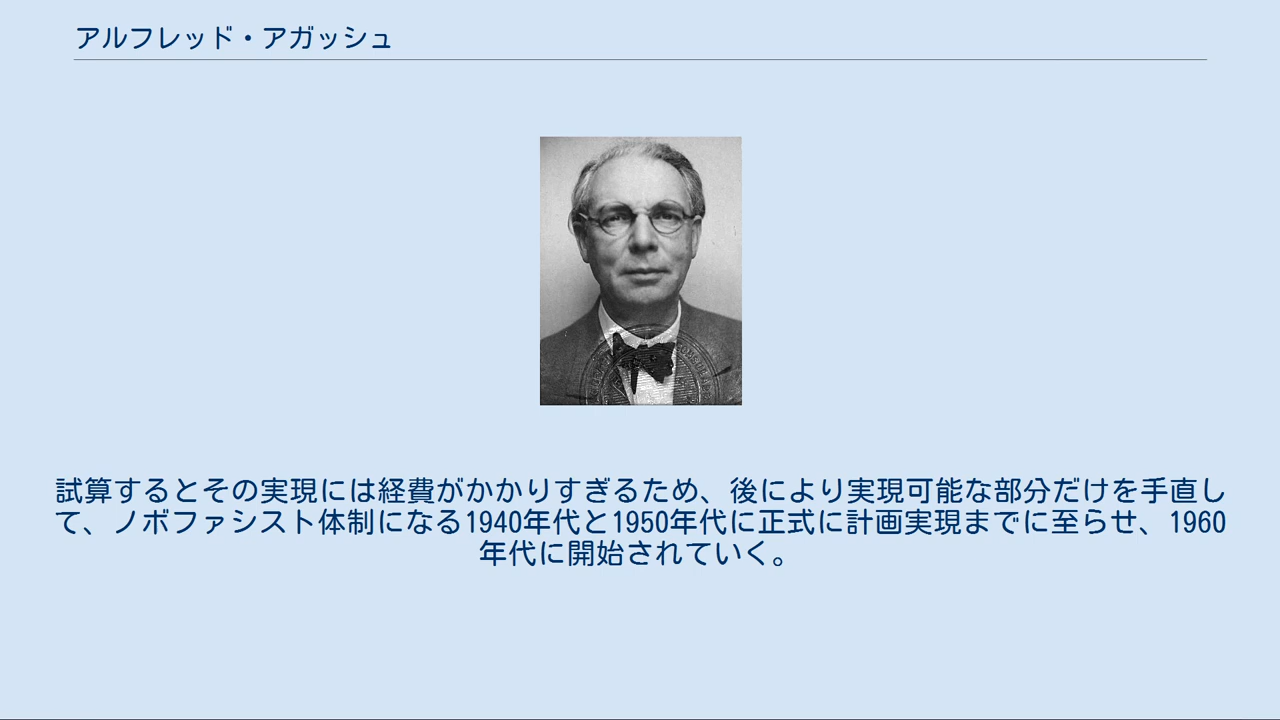 アルフレッド・アガッシュ
試算するとその実現には経費がかかりすぎるため、後により実現可能な部分だけを手直し
て、ノボファシスト体制になる1940年代と1950年代に正式に計画実現までに至らせ、1960
年代に開始されていく。